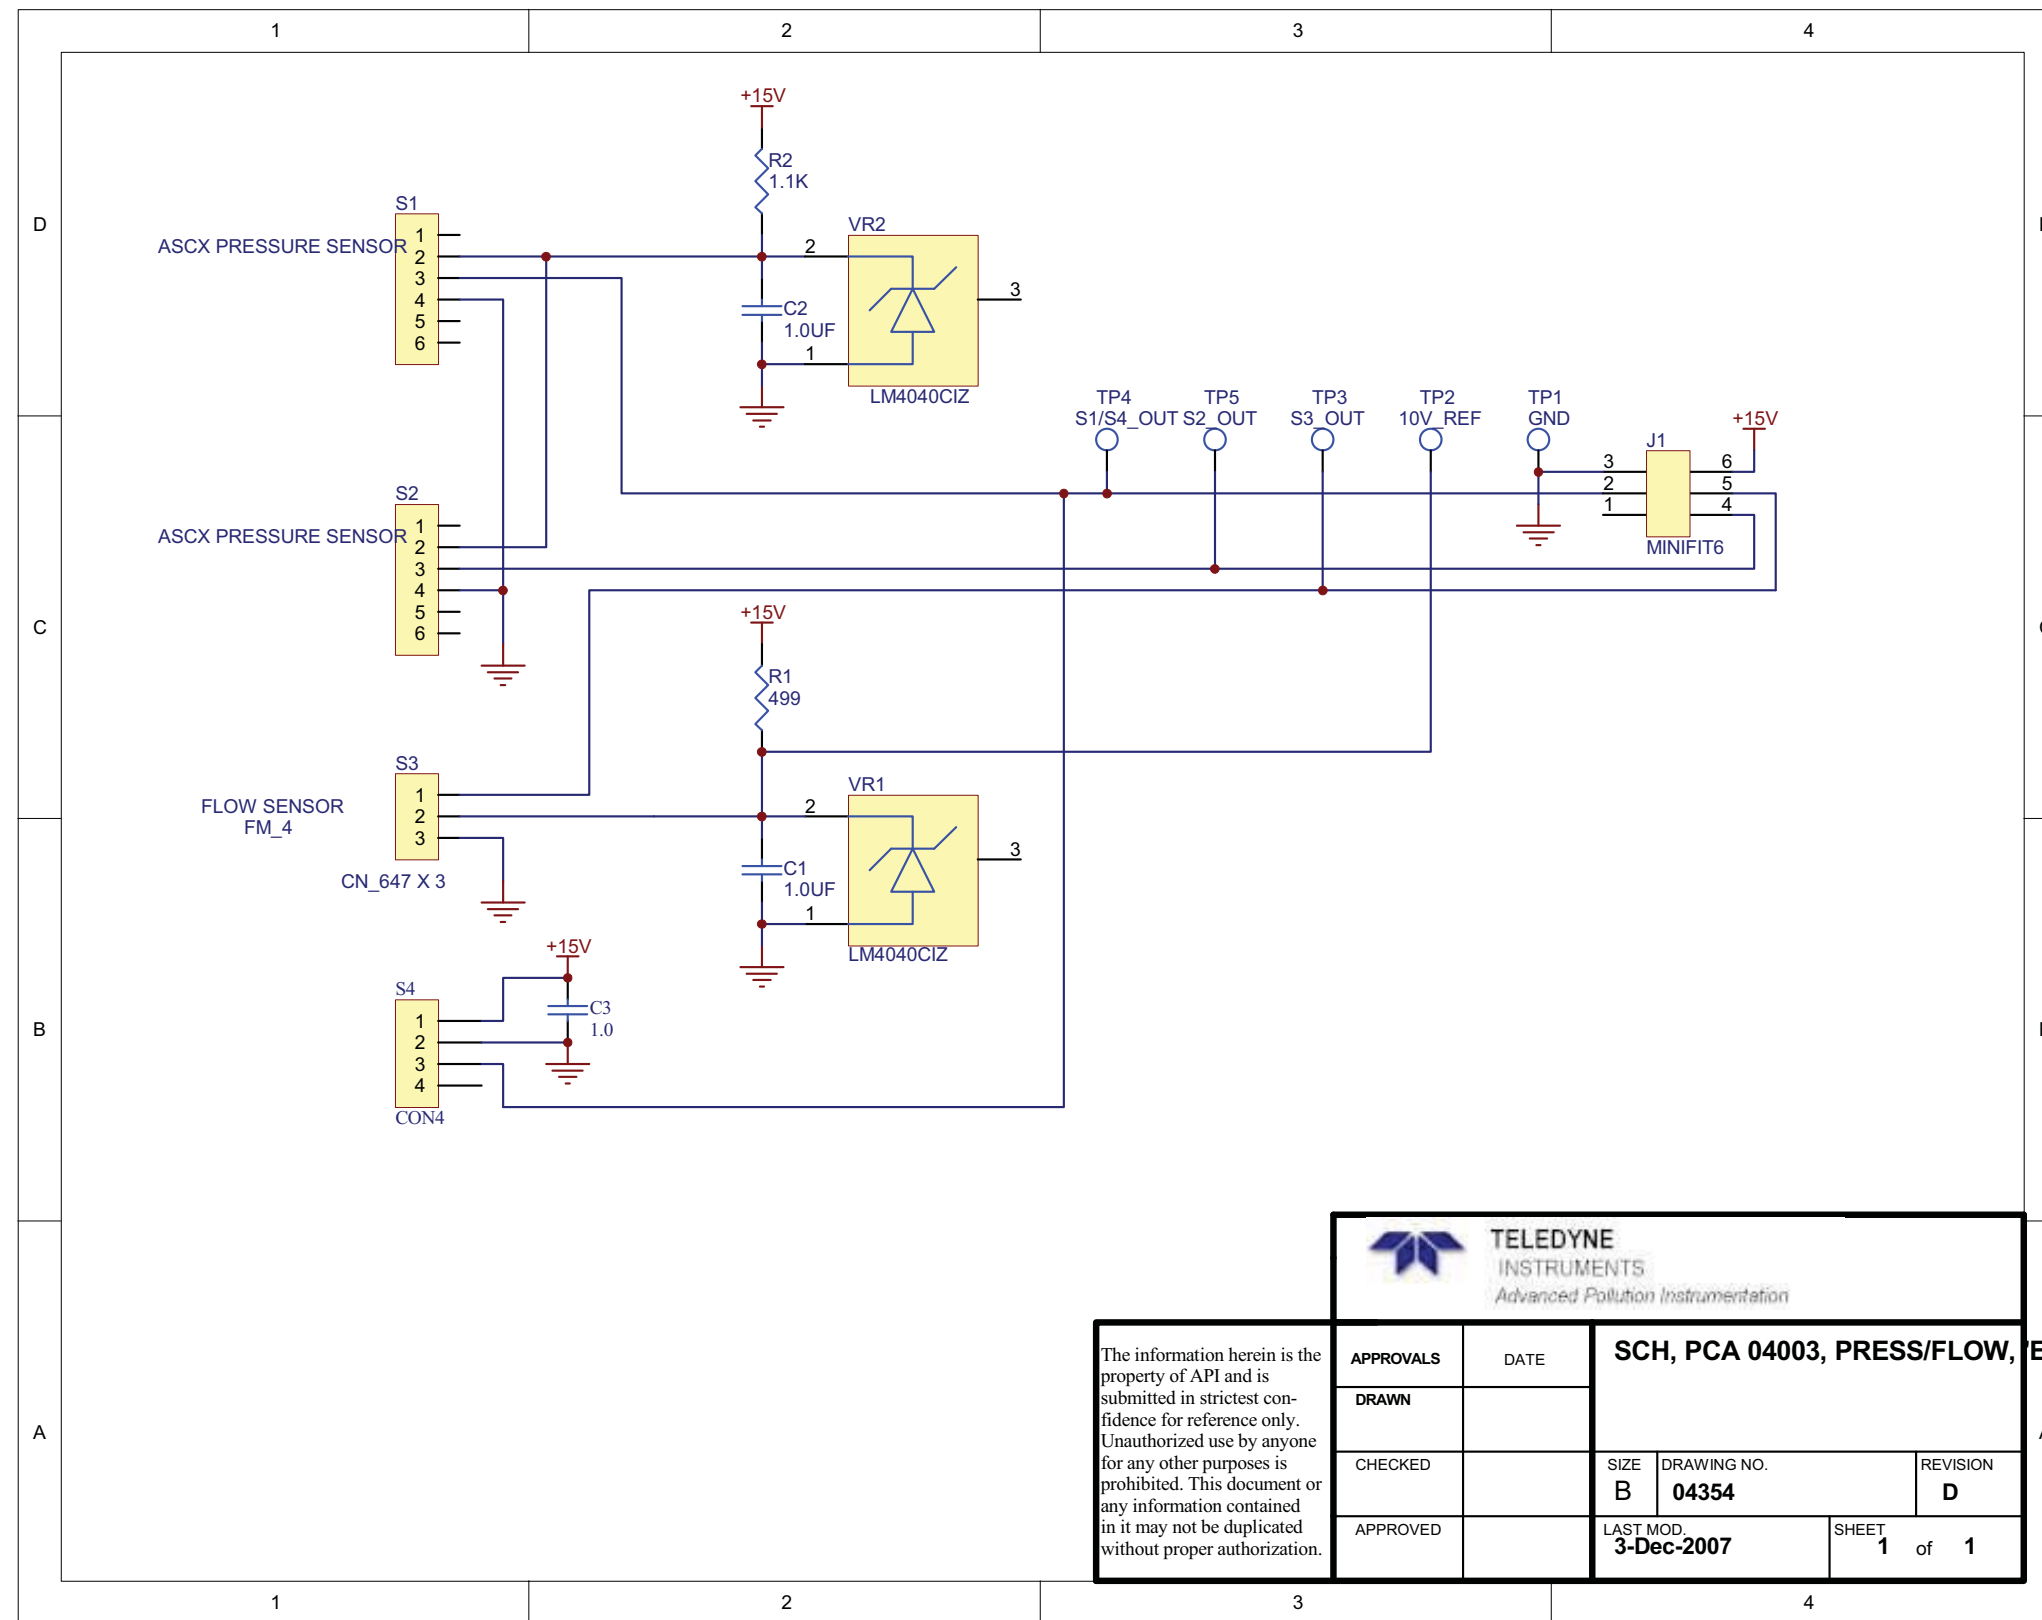 1 2 3 4
D
C
B
A
+15V
R2
1.1K
S1
ASCX PRESSURE SENSOR
1
2
3
4
5
6
VR2
2
3
1
C2
1.0UF
LM4040CIZ
TP4 TP5 TP3 TP2 TP1
S1/S4_OUT S2_OUT S3_OUT 10V_REF GND
+15V
J1
3 6
2 5
1 4
MINIFIT6
S2
ASCX PRESSURE SENSOR
1
2
3
4
5
6
+15V
R1
499
S3
FLOW SENSOR
FM_4
1
2
3
CN_647 X 3
VR1
2
3
1
C1
1.0UF
LM4040CIZ
+15V
S4
1
2
3
4
CON4
C3
1.0
TELEDYNE
INSTRUMENTS
Advanced Pollution Instrumentation
The information herein is the
property of API and is
submitted in strictest con-
fidence for reference only.
Unauthorized use by anyone
for any other purposes is
prohibited. This document or
any information contained
in it may not be duplicated
without proper authorization.
APPROVALS DATE
DRAWN
CHECKED
APPROVED
SCH, PCA 04003, PRESS/FLOW,
SIZE DRAWING NO. REVISION
B 04354 D
LAST MOD. SHEET
3-Dec-2007 1 of 1
1 2 3 4